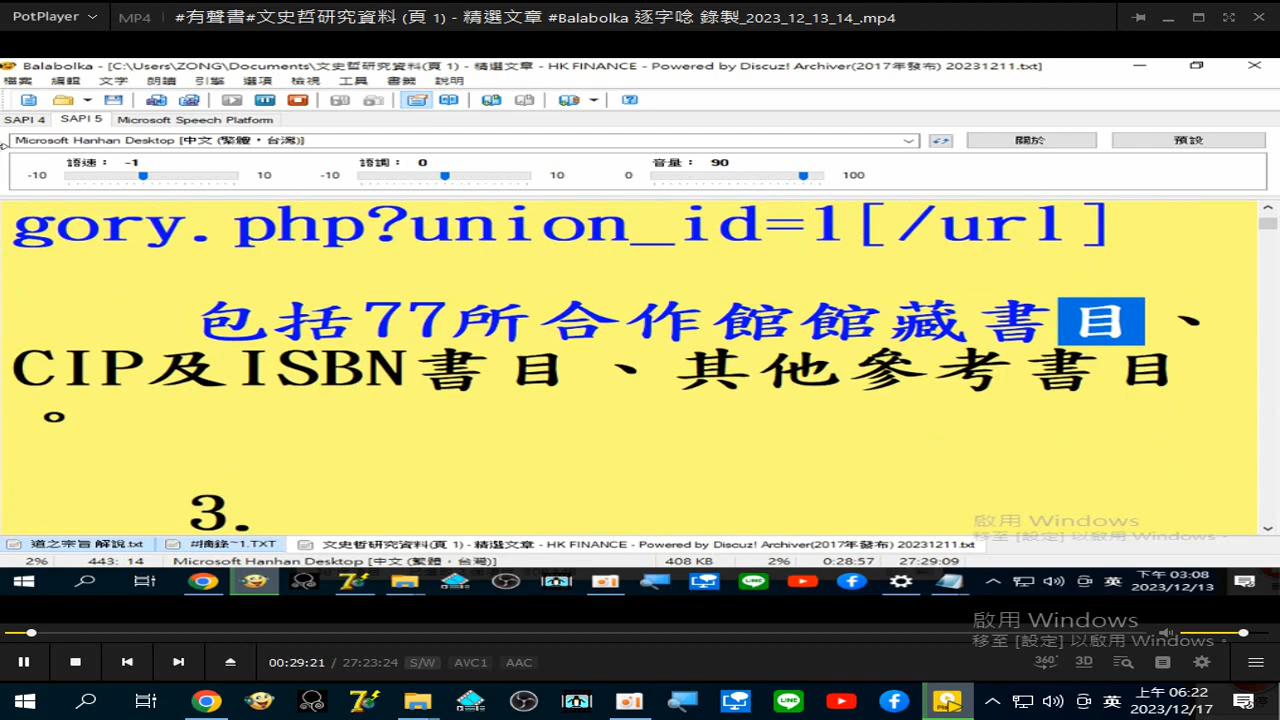 PotPlayer MP4 #有聲書#文史哲研究資料 (頁 1) - 精選文章 #Balabolka 逐字唸 錄製_2023_12_13_14_.mp4
Balabolka - [C:\Users\ZONG\Documents\文史哲研究資料(頁 1) - 精選文章 - HK FINANCE - Powered by Discuz! Archiver(2017年發布) 20231211.txt]
檔案 編輯 文字 朗讀 引擎 選項 檢視 工具 書籤 說明
SAPI 4 SAPI 5 Microsoft Speech Platform
Microsoft Hanhan Desktop [中文 (繁體，台灣)] 關於 預設
語速： -1 語調： 0 音量： 90
-10 10 -10 10 0 100
gory.php?union_id=1[/url]
包括77所合作館館藏書目、
CIP及ISBN書目、其他參考書目
。
3.
啟用 Windows
移至 [設定] 以啟用 Windows。
道之宗旨 解說.txt #摘錄~1.TXT 文史哲研究資料(頁 1) - 精選文章 - HK FINANCE - Powered by Discuz! Archiver(2017年發布) 20231211.txt
2% 443: 14 Microsoft Hanhan Desktop [中文 (繁體，台灣)] 408 KB 2% 0:28:57 27:29:09
英 下午 03:08
2023/12/13
啟用 Windows
移至 [設定] 以啟用 Windows。
00:29:21 / 27:23:24 S/W AVC1 AAC 360° 3D
英 上午 06:22
2023/12/17